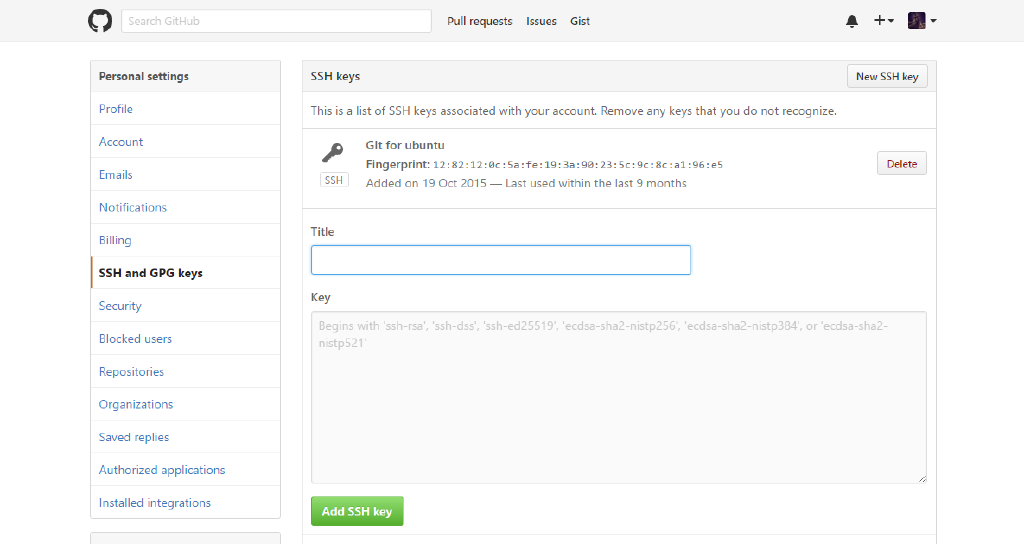 Search GitHub
Pull requests Issues Gist
Personal settings
Profile
Account
Emails
Notifications
Billing
SSH and GPG keys
Security
Blocked users
Repositories
Organizations
Saved replies
Authorized applications
Installed integrations
SSH keys
New SSH key
This is a list of SSH keys associated with your account. Remove any keys that you do not recognize.
SSH
Git for ubuntu
Fingerprint: 12:82:12:0c:5a:fe:19:3a:90:23:5c:9c:8c:a1:96:e5
Added on 19 Oct 2015 — Last used within the last 9 months
Delete
Title
Key
Begins with 'ssh-rsa', 'ssh-dss', 'ssh-ed25519', 'ecdsa-sha2-nistp256', 'ecdsa-sha2-nistp384', or 'ecdsa-sha2-
nistp521'
Add SSH key